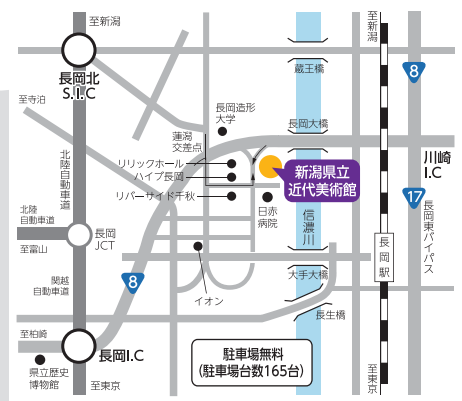 至新潟
至新潟
長岡北
S.I.C
蔵王橋
8
至寺泊
長岡造形
大学
長岡大橋
蓮潟
交差点
川崎
I.C
リリックホール
ハイブ長岡
リバーサイド千秋
新潟県立
近代美術館
日赤
病院
信濃川
17
長岡東バイパス
北陸自動車道
北陸
自動車道
長岡
JCT
至富山
関越
自動車道
8
イオン
大手大橋
長岡駅
長生橋
至柏崎
長岡I.C
県立歴史
博物館
至東京
駐車場無料
(駐車場台数165台)
至東京